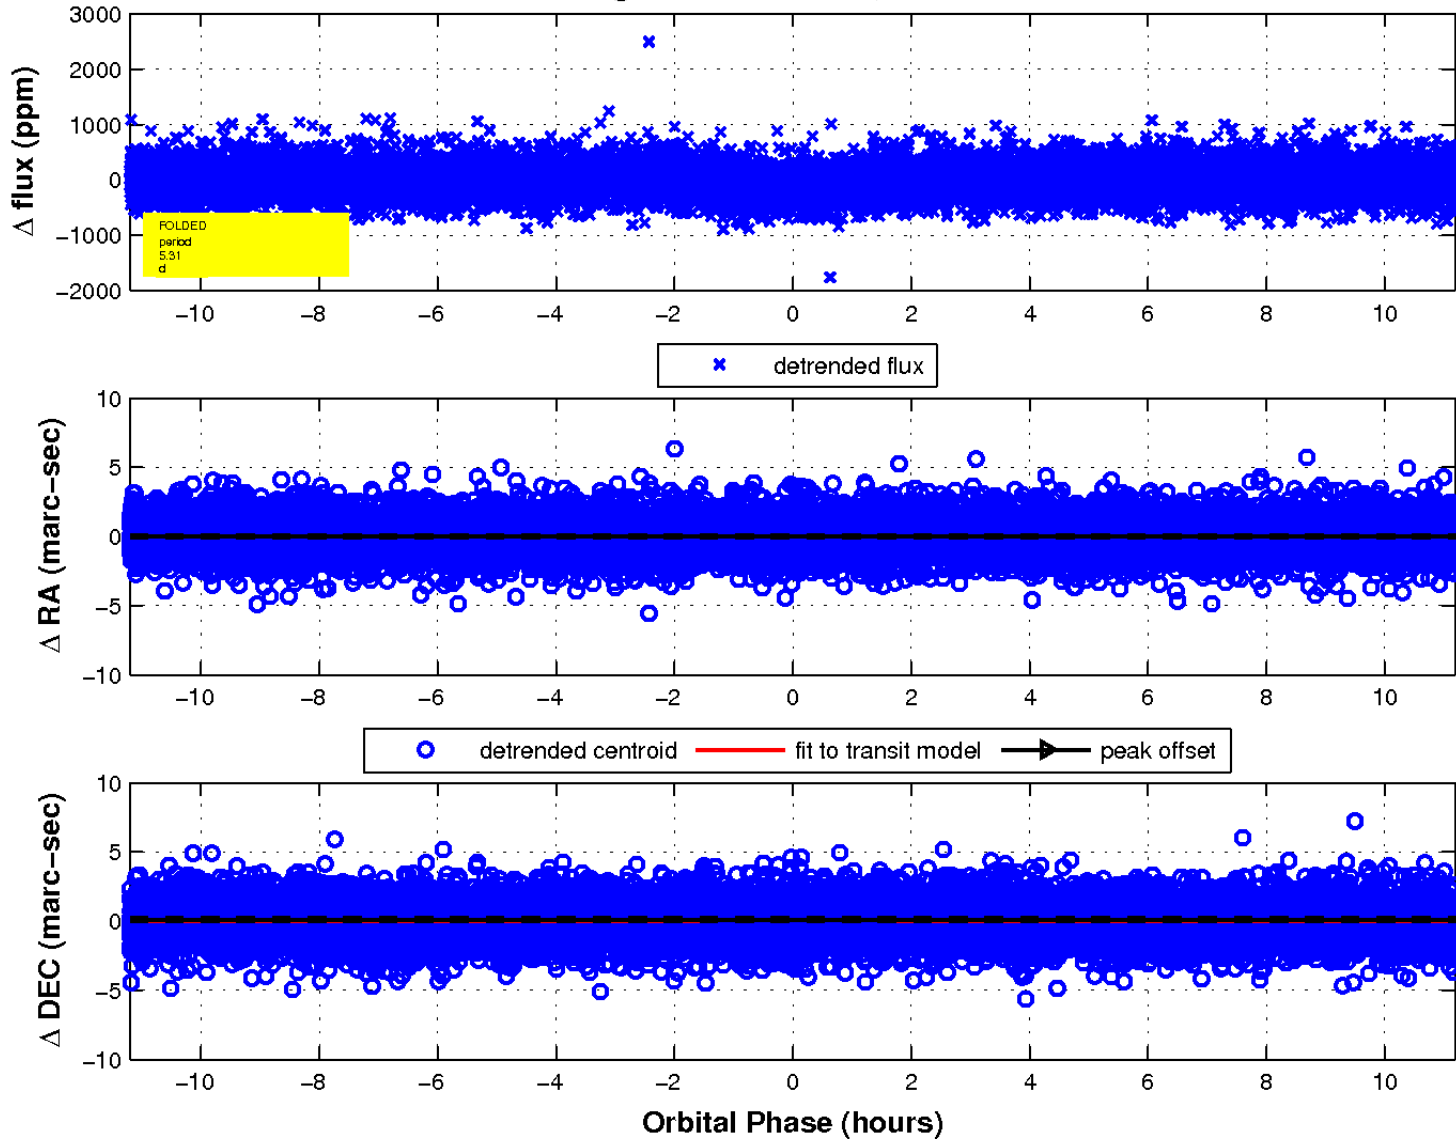 3000
2000
1000
0
−1000
−2000
Δ flux (ppm)
FOLDED
period
5.31
d
−10 −8 −6 −4 −2 0 2 4 6 8 10
detrended flux
10
5
0
−5
−10
Δ RA (marc−sec)
−10 −8 −6 −4 −2 0 2 4 6 8 10
detrended centroid fit to transit model peak offset
10
5
0
−5
−10
Δ DEC (marc−sec)
−10 −8 −6 −4 −2 0 2 4 6 8 10
Orbital Phase (hours)